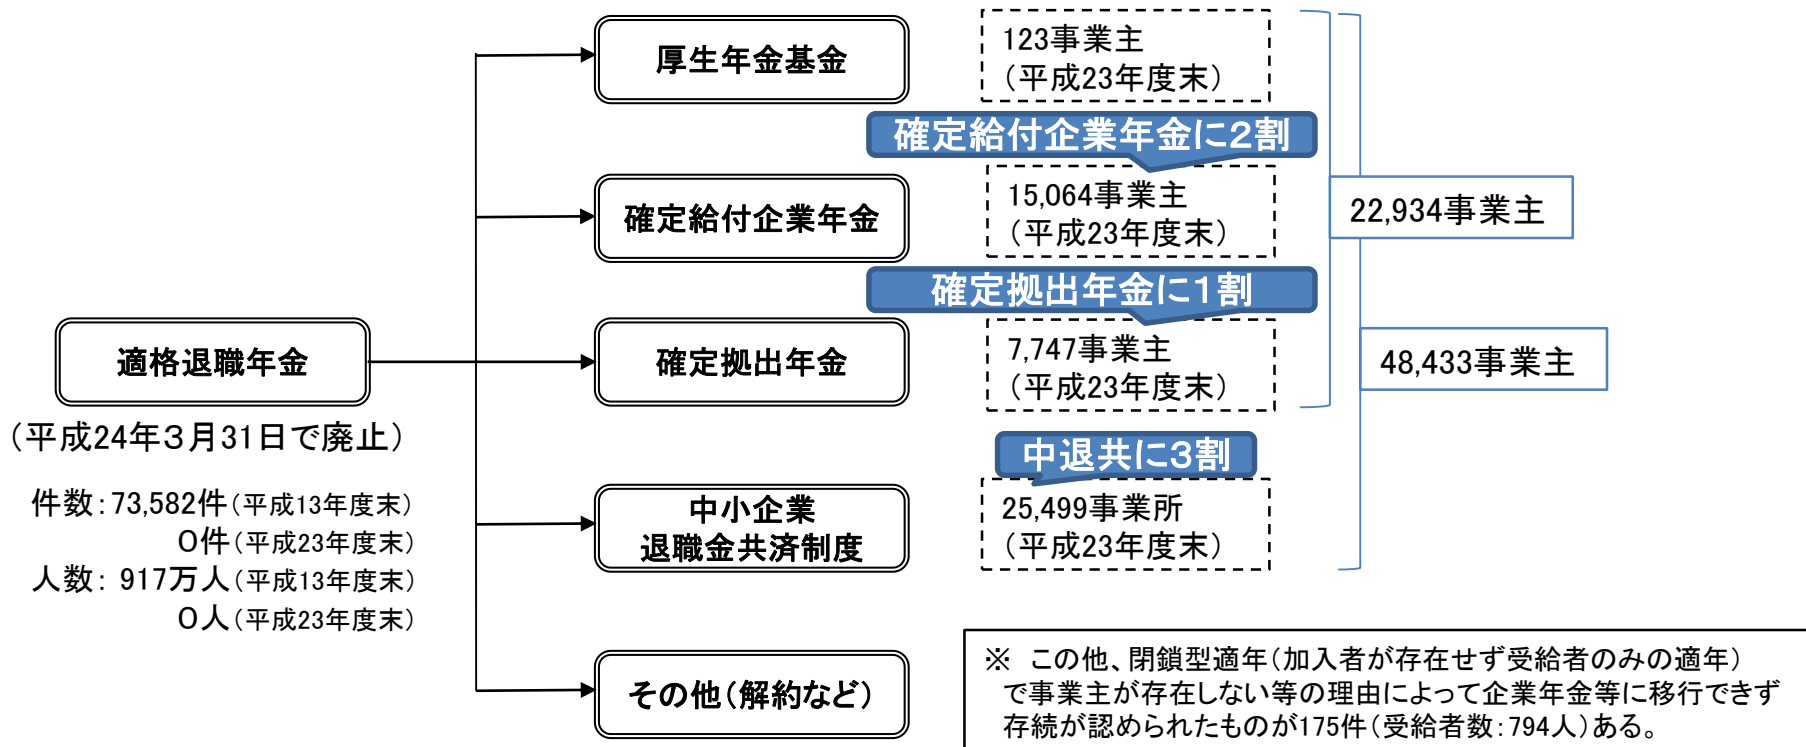 厚生年金基金
123事業主
(平成23年度末)
確定給付企業年金に2割
確定給付企業年金
15,064事業主
(平成23年度末)
22,934事業主
確定拠出年金に1割
適格退職年金
確定拠出年金
7,747事業主
(平成23年度末)
48,433事業主
(平成24年3月31日で廃止)
中退共に3割
件数:73,582件(平成13年度末)
0件(平成23年度末)
人数: 917万人(平成13年度末)
0人(平成23年度末)
中小企業
退職金共済制度
25,499事業所
(平成23年度末)
その他(解約など)
※ この他、閉鎖型適年(加入者が存在せず受給者のみの適年)
で事業主が存在しない等の理由によって企業年金等に移行できず
存続が認められたものが175件(受給者数:794人)ある。